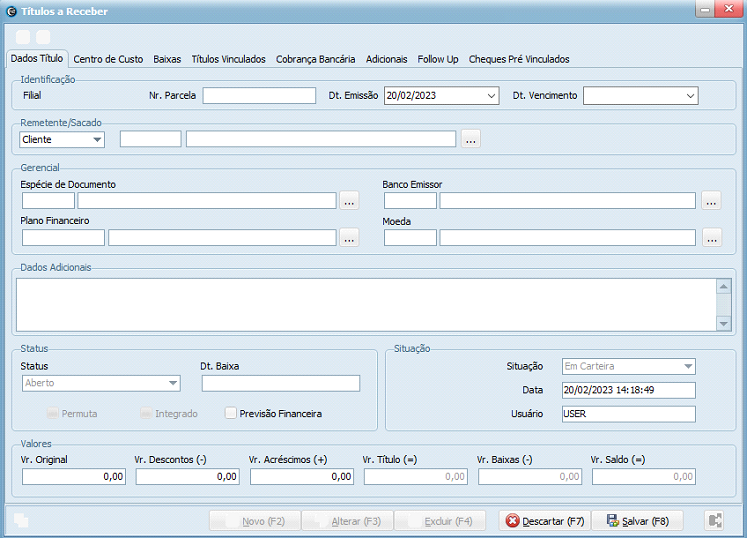 Títulos a Receber
Dados Título Centro de Custo Baixas Títulos Vinculados Cobrança Bancária Adicionais Follow Up Cheques Pré Vinculados
Identificação
Filial Nr. Parcela Dt. Emissão 20/02/2023 Dt. Vencimento
Remetente/Sacado
Cliente ...
Gerencial
Espécie de Documento Banco Emissor
... ...
Plano Financeiro Moeda
... ...
Dados Adicionais
Status Situação
Status Dt. Baixa Situação Em Carteira
Aberto Data 20/02/2023 14:18:49
Permuta Integrado Previsão Financeira Usuário USER
Valores
Vr. Original Vr. Descontos (-) Vr. Acréscimos (+) Vr. Título (=) Vr. Baixas (-) Vr. Saldo (=)
0,00 0,00 0,00 0,00 0,00 0,00
Novo (F2) Alterar (F3) Excluir (F4) Descartar (F7) Salvar (F8)